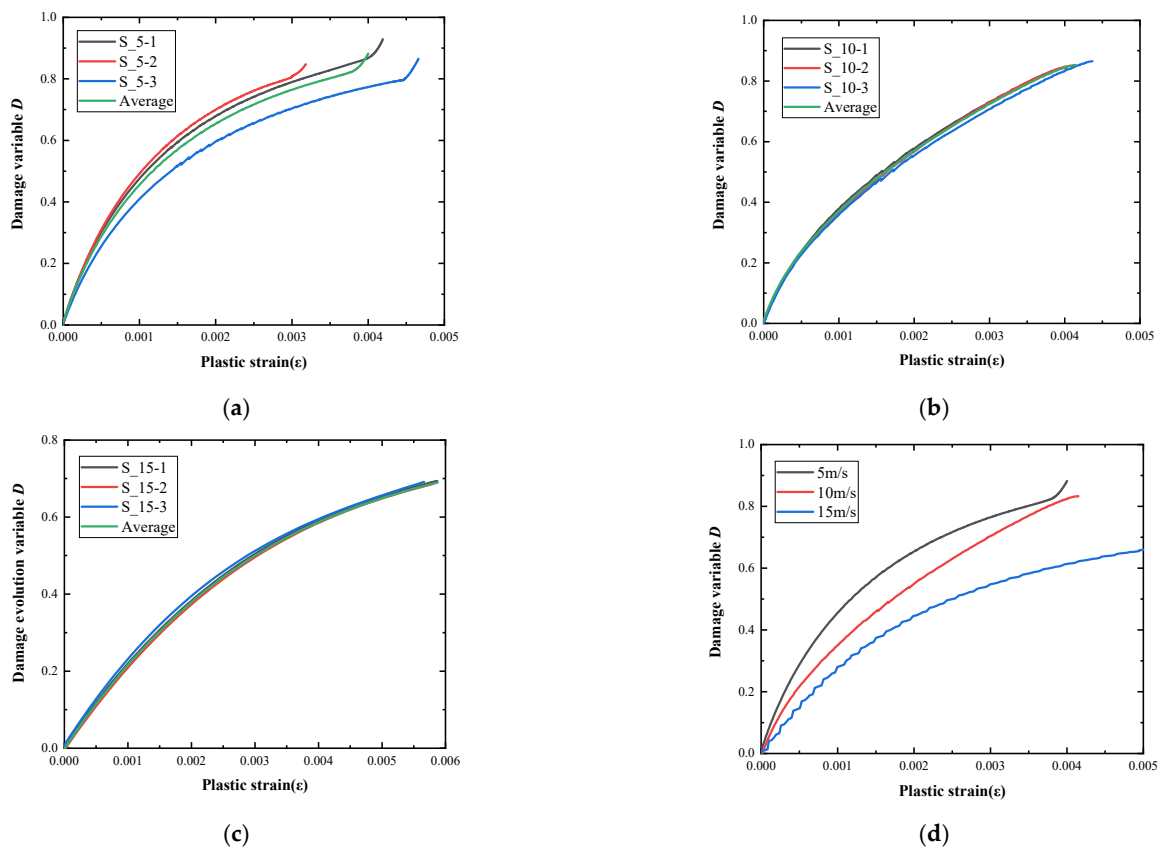 1.0
0.8
0.6
0.4
0.2
0.0
Damage variable D
S_5-1
S_5-2
S_5-3
Average
0.000 0.001 0.002 0.003 0.004 0.005
Plastic strain(ε)
(a)
1.0
0.8
0.6
0.4
0.2
0.0
Damage variable D
S_10-1
S_10-2
S_10-3
Average
0.000 0.001 0.002 0.003 0.004 0.005
Plastic strain(ε)
(b)
0.8
0.6
0.4
0.2
0.0
Damage evolution variable D
S_15-1
S_15-2
S_15-3
Average
0.000 0.001 0.002 0.003 0.004 0.005 0.006
Plastic strain(ε)
(c)
1.0
0.8
0.6
0.4
0.2
0.0
Damage variable D
5m/s
10m/s
15m/s
0.000 0.001 0.002 0.003 0.004 0.005
Plastic strain(ε)
(d)